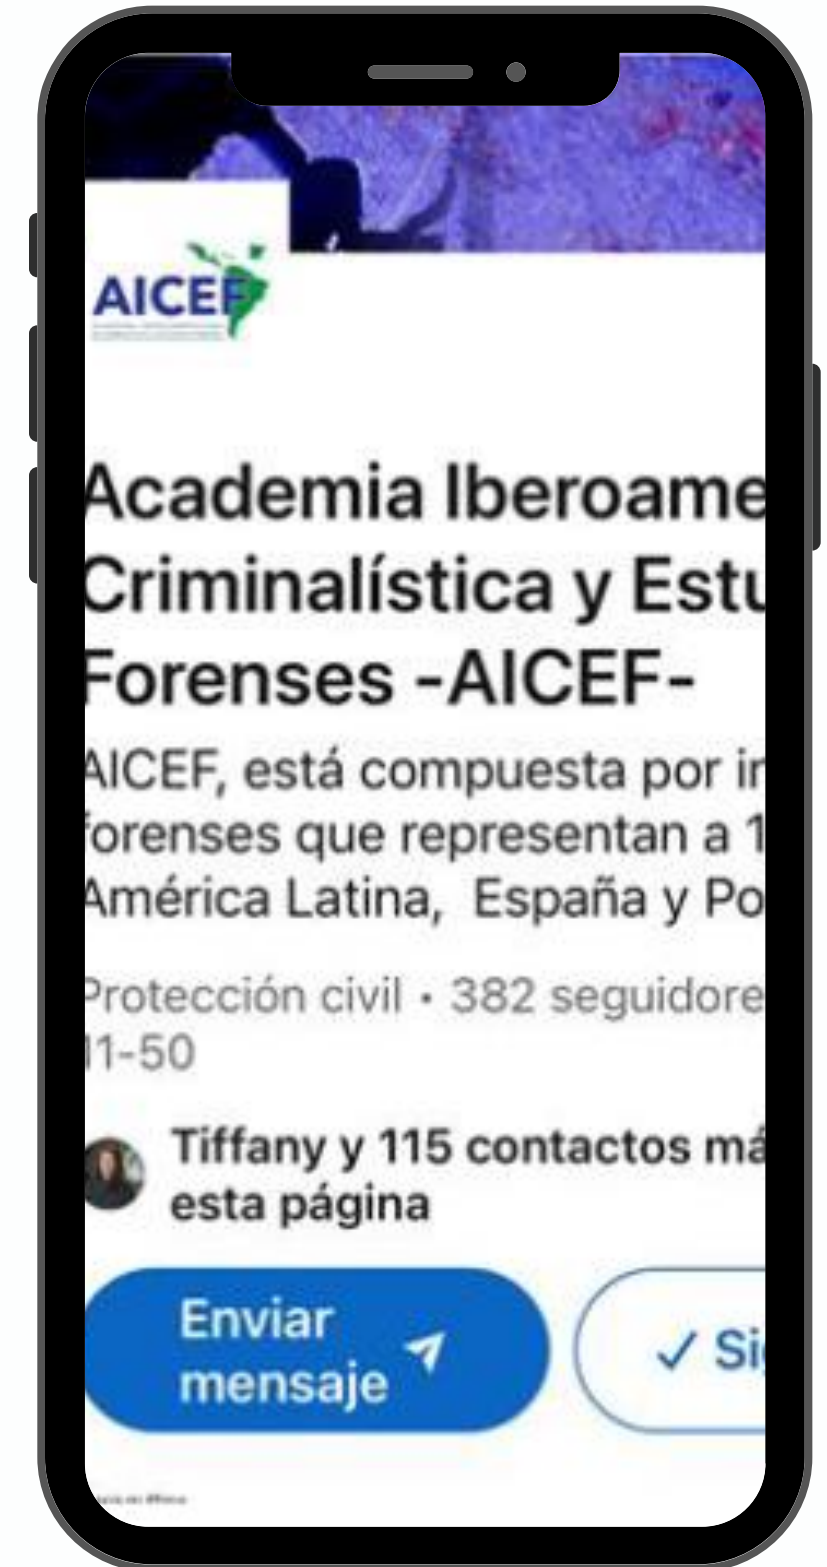 AICEF
Academia Iberoame
Criminalística y Estu
Forenses -AICEF-
AICEF, está compuesta por in
forenses que representan a 1
América Latina, España y Po
Protección civil • 382 seguidore
11-50
Tiffany y 115 contactos má
esta página
Enviar
mensaje
✓ Sig